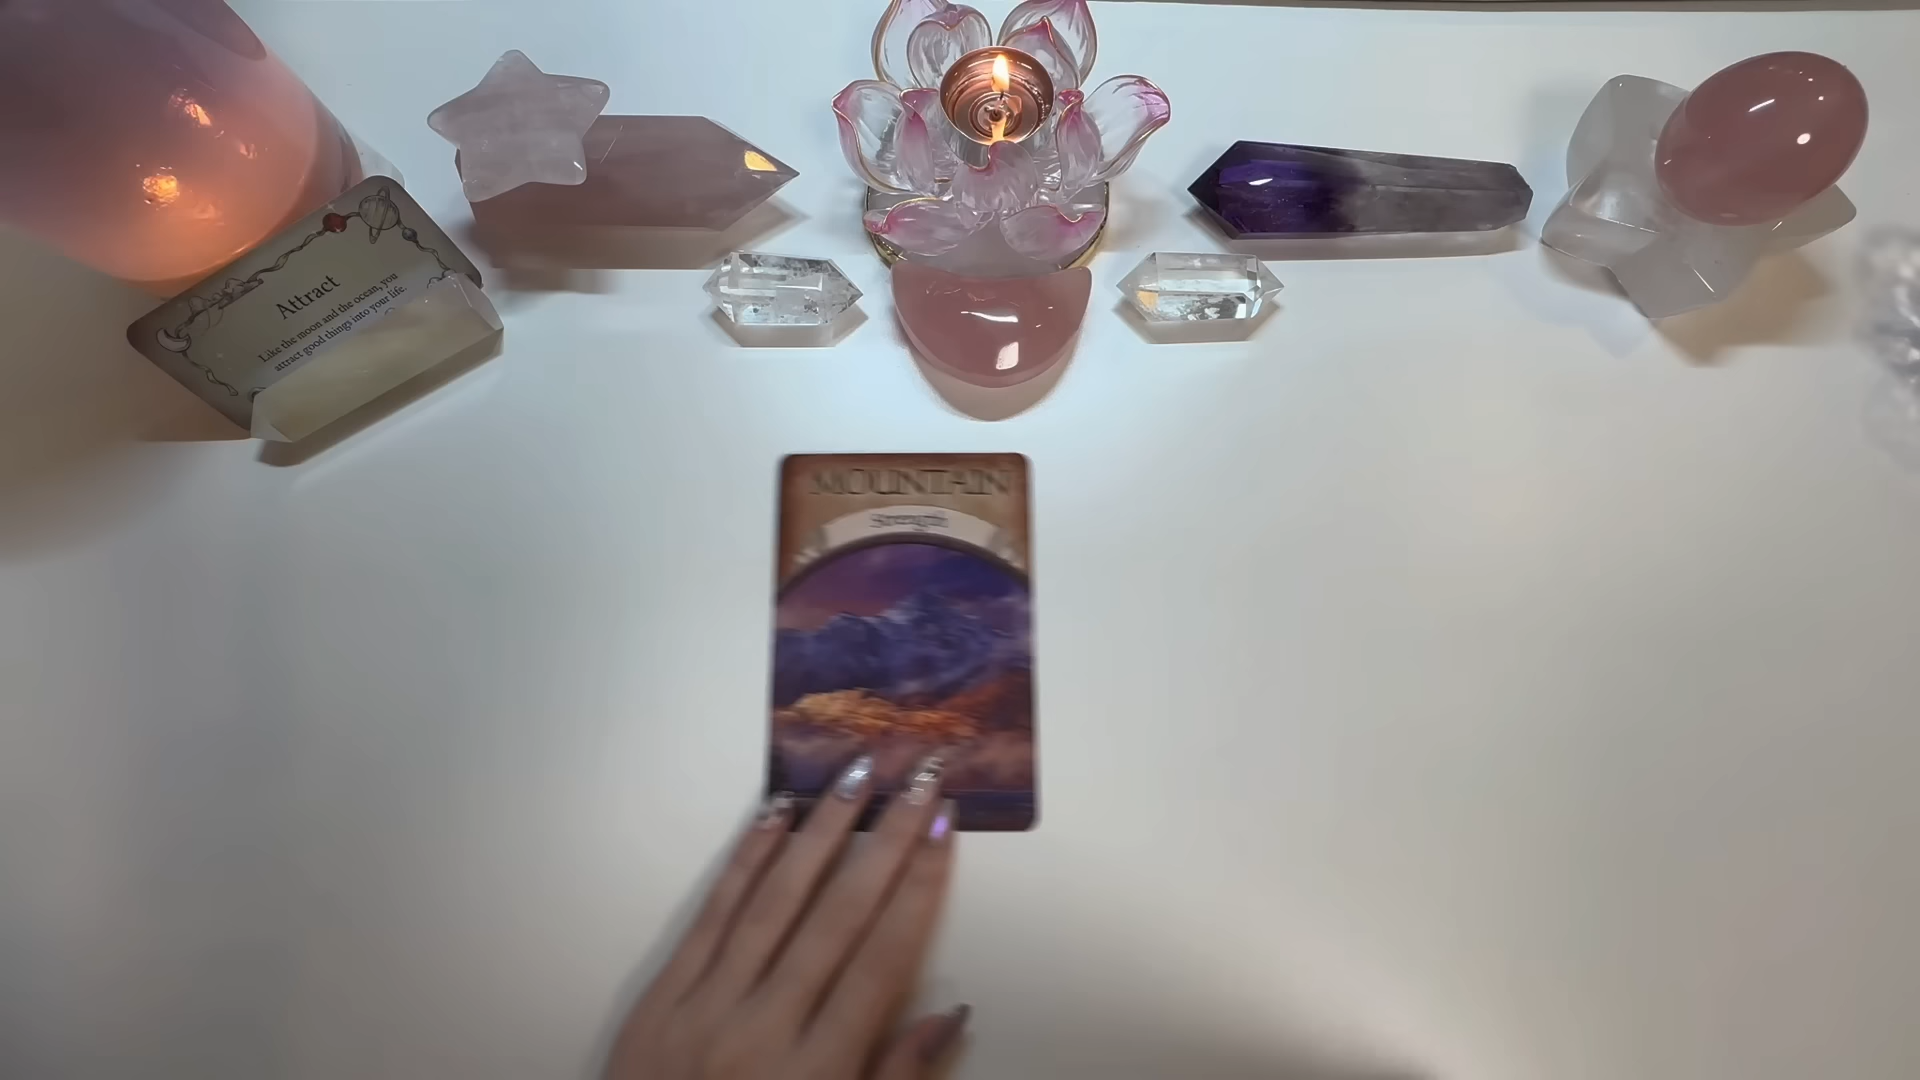 Attract
Like the moon and the ocean, you
attract good things into your life.
MOUNTAIN
Strength